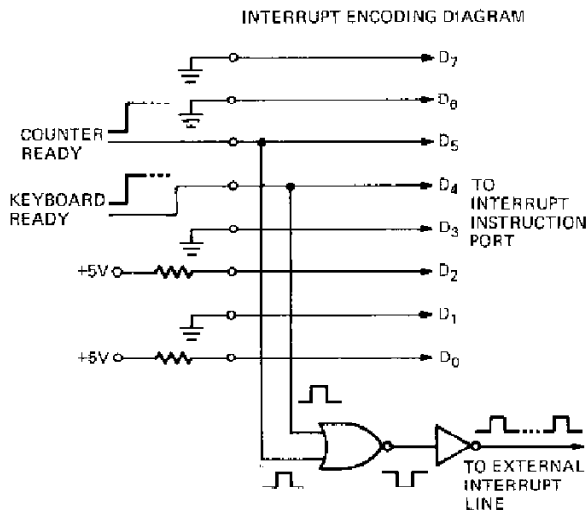 INTERRUPT ENCODING DIAGRAM
D7
D6
COUNTER
READY
D5
KEYBOARD
READY
D4
TO
INTERRUPT
INSTRUCTION
PORT
D3
+5V
D2
D1
+5V
D0
TO EXTERNAL
INTERRUPT
LINE